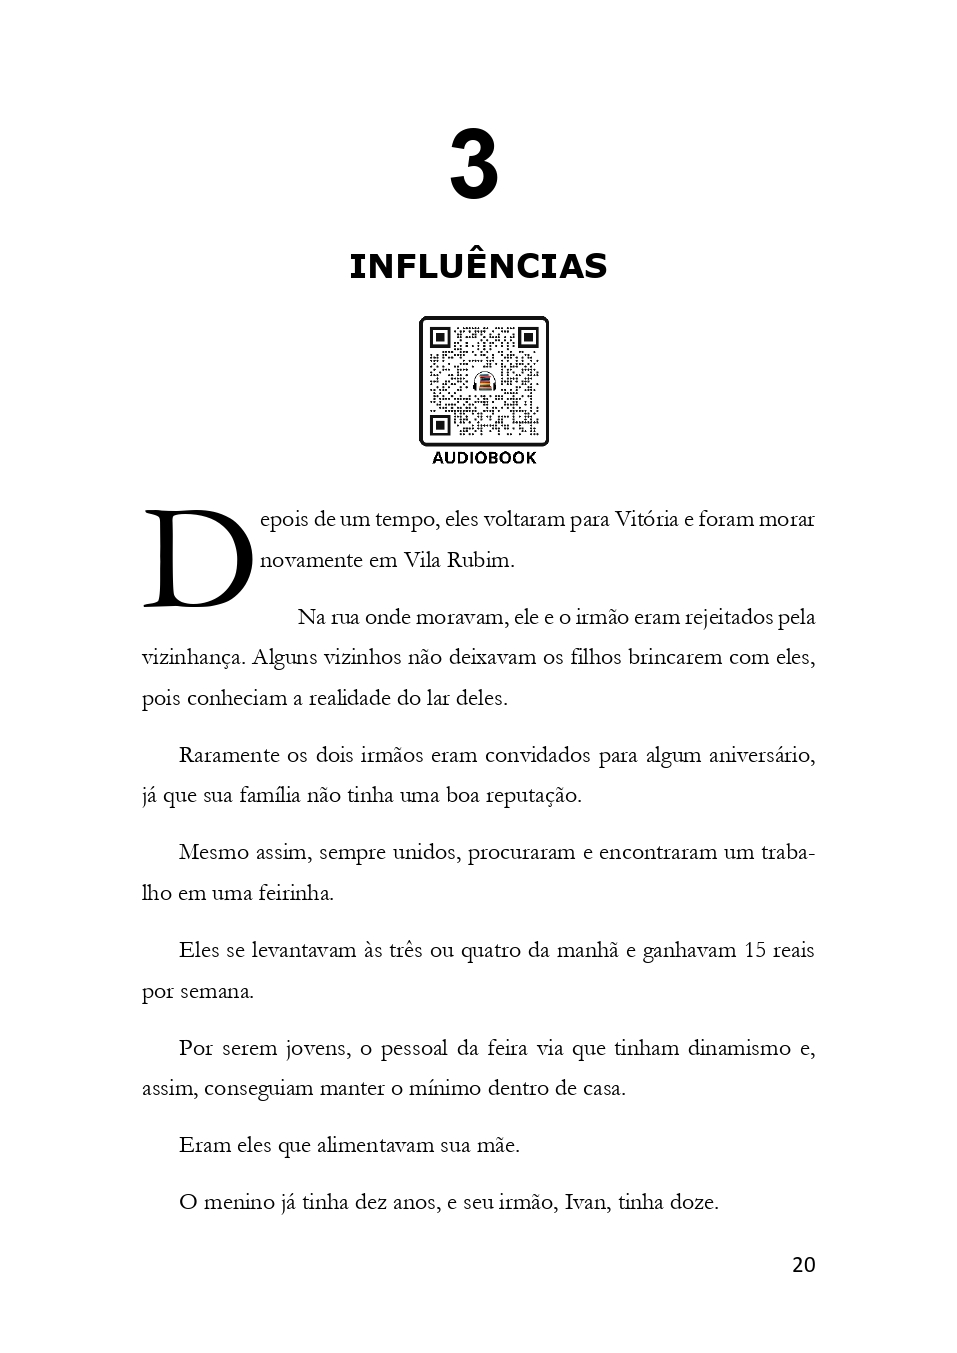 3
INFLUÊNCIAS
AUDIOBOOK
Depois de um tempo, eles voltaram para Vitória e foram morar
novamente em Vila Rubim.
Na rua onde moravam, ele e o irmão eram rejeitados pela
vizinhança. Alguns vizinhos não deixavam os filhos brincarem com eles,
pois conheciam a realidade do lar deles.
Raramente os dois irmãos eram convidados para algum aniversário,
já que sua família não tinha uma boa reputação.
Mesmo assim, sempre unidos, procuraram e encontraram um traba-
lho em uma feirinha.
Eles se levantavam às três ou quatro da manhã e ganhavam 15 reais
por semana.
Por serem jovens, o pessoal da feira via que tinham dinamismo e,
assim, conseguiam manter o mínimo dentro de casa.
Eram eles que alimentavam sua mãe.
O menino já tinha dez anos, e seu irmão, Ivan, tinha doze.
20